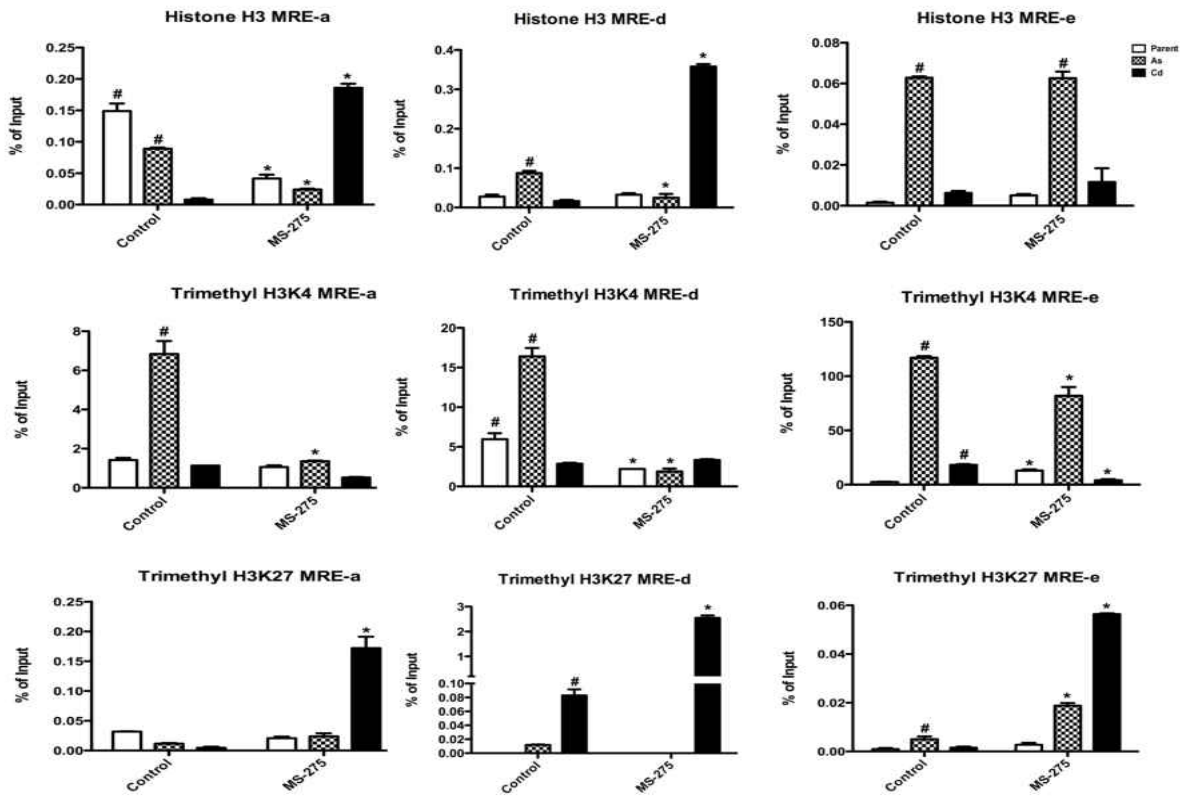 Histone H3 MRE-a
Histone H3 MRE-d
Histone H3 MRE-e
% of Input
0.25
0.20
0.15
0.10
0.05
0.00
#
#
*
*
*
Control
MS-275
% of Input
0.4
0.3
0.2
0.1
0.0
#
*
*
Control
MS-275
% of Input
0.08
0.06
0.04
0.02
0.00
#
#
Control
MS-275
Parent
As
Cd
Trimethyl H3K4 MRE-a
Trimethyl H3K4 MRE-d
Trimethyl H3K4 MRE-e
% of Input
8
6
4
2
0
#
*
Control
MS-275
% of Input
20
15
10
5
0
#
#
*
*
Control
MS-275
% of Input
150
100
50
0
#
#
*
*
*
Control
MS-275
Trimethyl H3K27 MRE-a
Trimethyl H3K27 MRE-d
Trimethyl H3K27 MRE-e
% of Input
0.25
0.20
0.15
0.10
0.05
0.00
*
Control
MS-275
% of Input
3
2
1
0.10
0.08
0.06
0.04
0.02
0.00
#
*
Control
MS-275
% of Input
0.06
0.04
0.02
0.00
#
*
*
Control
MS-275